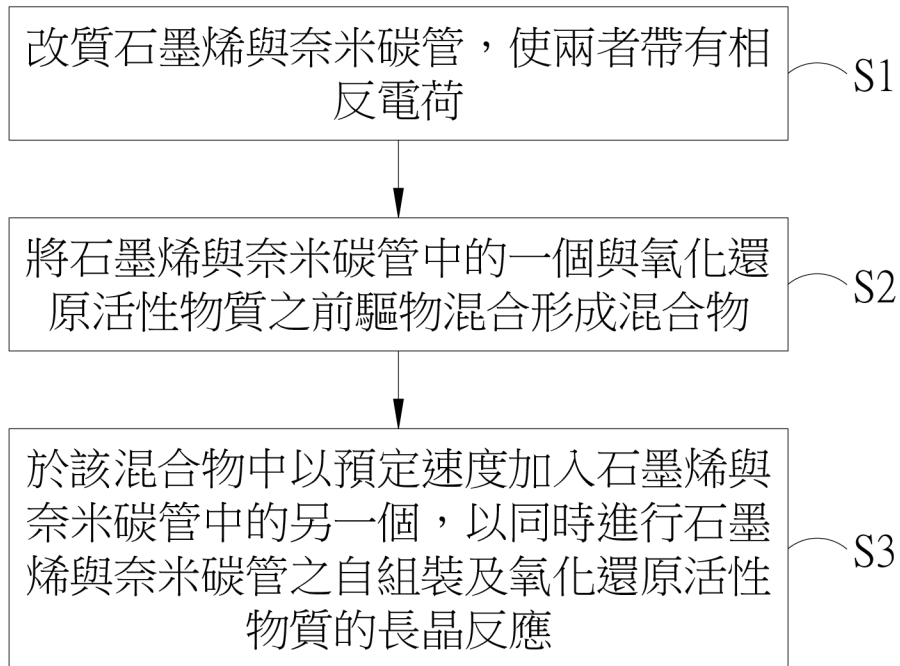 改質石墨烯與奈米碳管，使兩者帶有相
反電荷
S1
將石墨烯與奈米碳管中的一個與氧化還
原活性物質之前驅物混合形成混合物
S2
於該混合物中以預定速度加入石墨烯與
奈米碳管中的另一個，以同時進行石墨
烯與奈米碳管之自組裝及氧化還原活性
物質的長晶反應
S3